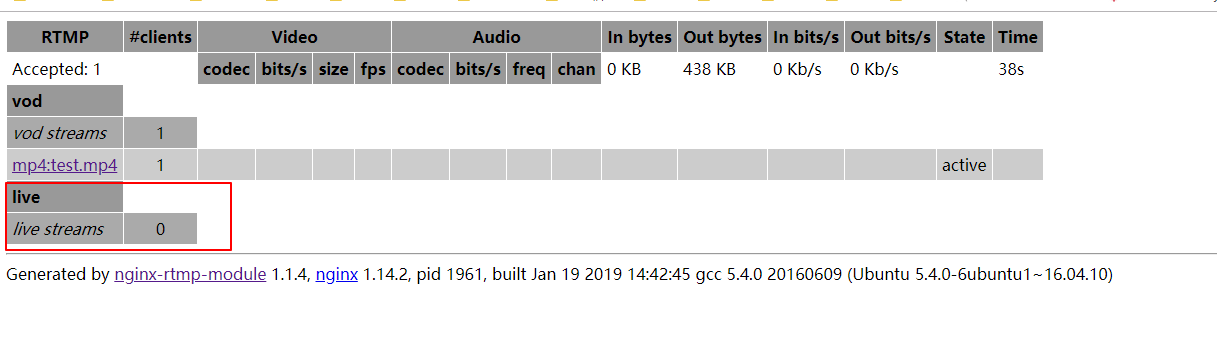 RTMP #clients Video Audio In bytes Out bytes In bits/s Out bits/s State Time
Accepted: 1 codec bits/s size fps codec bits/s freq chan 0 KB 438 KB 0 Kb/s 0 Kb/s 38s
vod
vod streams 1
mp4:test.mp4 1 active
live
live streams 0
Generated by nginx-rtmp-module 1.1.4, nginx 1.14.2, pid 1961, built Jan 19 2019 14:42:45 gcc 5.4.0 20160609 (Ubuntu 5.4.0-6ubuntu1~16.04.10)